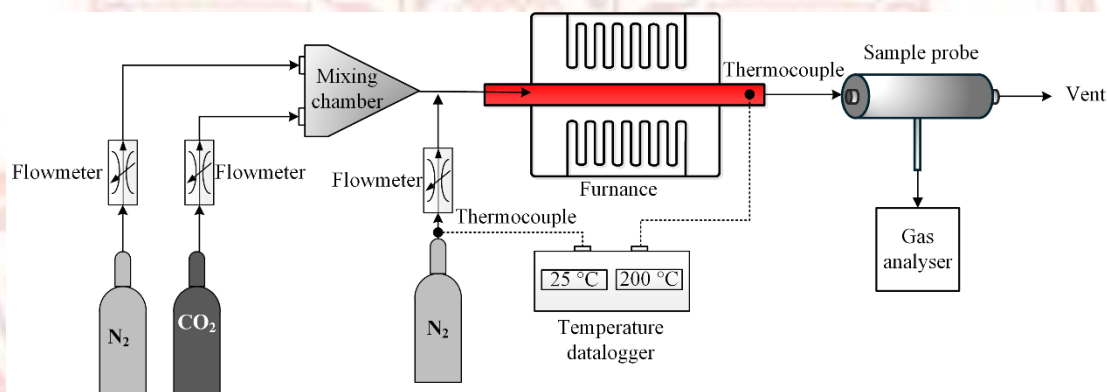 Mixing
chamber
Thermocouple
Sample probe
Vent
Flowmeter
Flowmeter
Flowmeter
Furnance
Thermocouple
N₂
CO₂
N₂
25 °C
200 °C
Temperature
datalogger
Gas
analyser